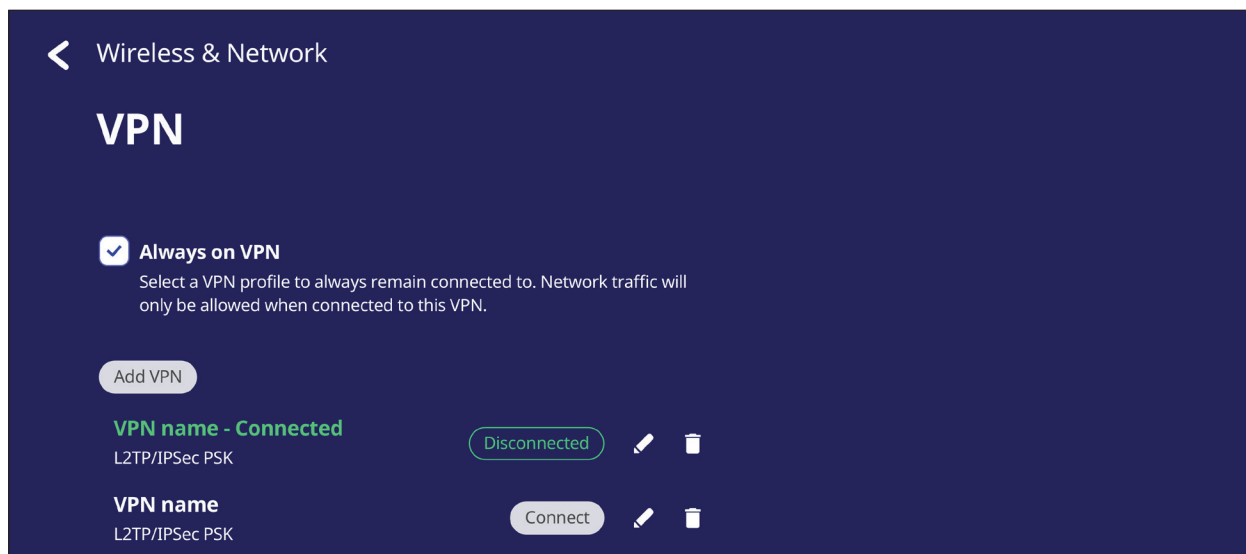 Wireless & Network
VPN
Always on VPN
Select a VPN profile to always remain connected to. Network traffic will
only be allowed when connected to this VPN.
Add VPN
VPN name - Connected
Disconnected
L2TP/IPSec PSK
VPN name
Connect
L2TP/IPSec PSK